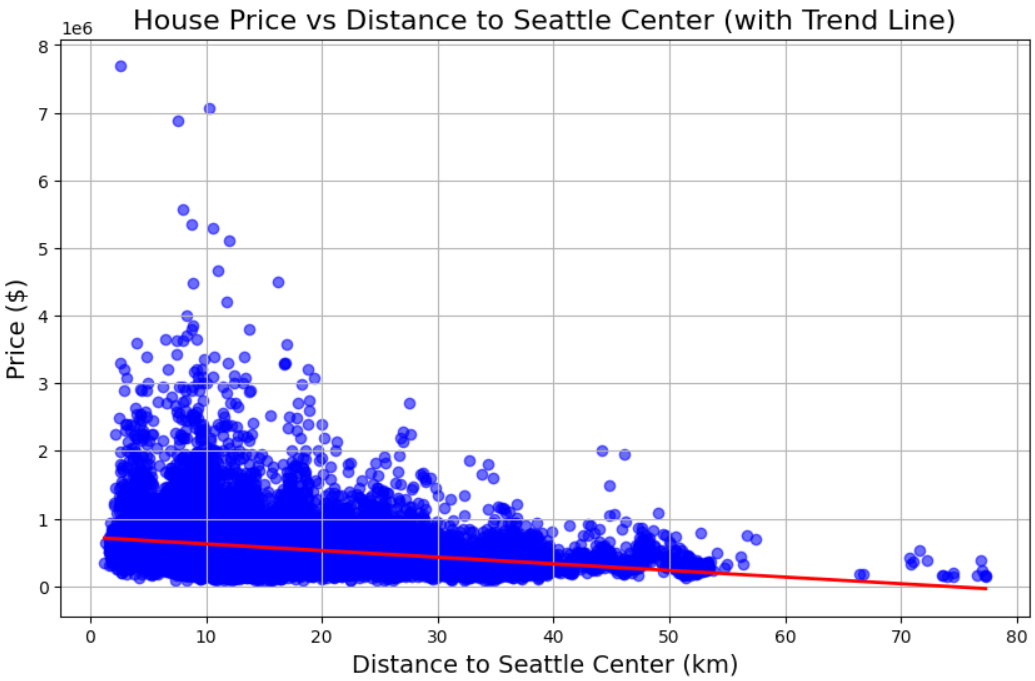 House Price vs Distance to Seattle Center (with Trend Line)
1e6
8
7
6
5
4
3
2
1
0
Price ($)
0 10 20 30 40 50 60 70 80
Distance to Seattle Center (km)